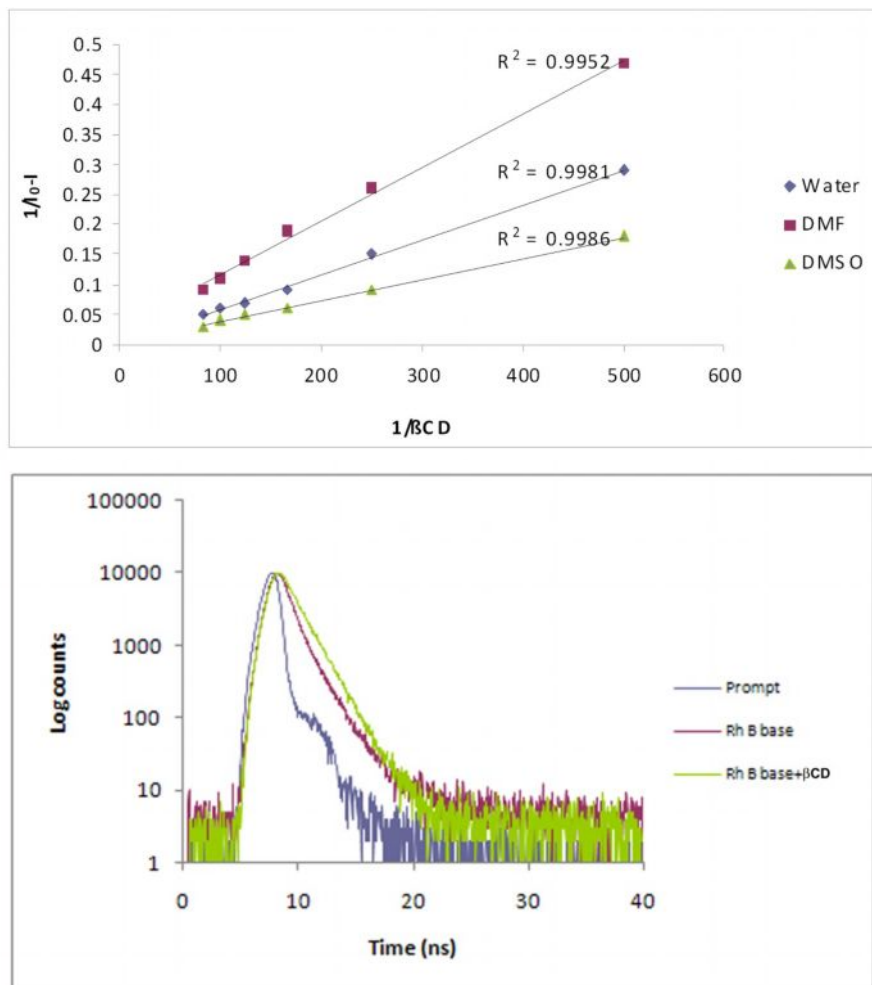 0.5
0.45
0.4
0.35
0.3
0.25
0.2
0.15
0.1
0.05
0
1/I₀-I
R² = 0.9952
R² = 0.9981
R² = 0.9986
Water
DMF
DMS O
0 100 200 300 400 500 600
1/ßC D
100000
10000
1000
100
10
1
Log counts
Prompt
Rh B base
Rh B base+βCD
0 10 20 30 40
Time (ns)